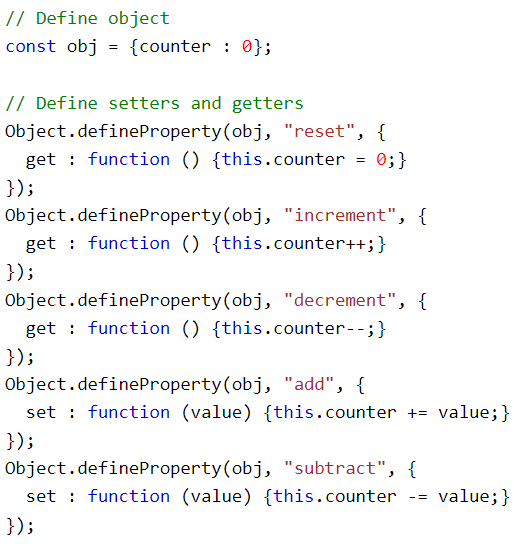 // Define object
const obj = {counter : 0};

// Define setters and getters
Object.defineProperty(obj, "reset", {
  get : function () {this.counter = 0;}
});
Object.defineProperty(obj, "increment", {
  get : function () {this.counter++;}
});
Object.defineProperty(obj, "decrement", {
  get : function () {this.counter--;}
});
Object.defineProperty(obj, "add", {
  set : function (value) {this.counter += value;}
});
Object.defineProperty(obj, "subtract", {
  set : function (value) {this.counter -= value;}
});